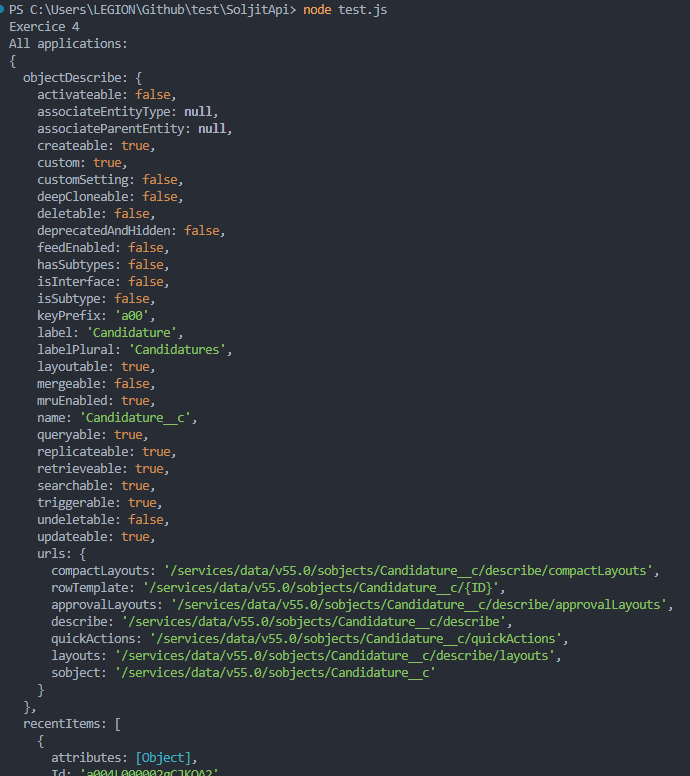 PS C:\Users\LEGION\Github\test\SoljitApi> node test.js
Exercice 4
All applications:
{
  objectDescribe: {
    activateable: false,
    associateEntityType: null,
    associateParentEntity: null,
    createable: true,
    custom: true,
    customSetting: false,
    deepCloneable: false,
    deletable: false,
    deprecatedAndHidden: false,
    feedEnabled: false,
    hasSubtypes: false,
    isInterface: false,
    isSubtype: false,
    keyPrefix: 'a00',
    label: 'Candidature',
    labelPlural: 'Candidatures',
    layoutable: true,
    mergeable: false,
    mruEnabled: true,
    name: 'Candidature__c',
    queryable: true,
    replicateable: true,
    retrieveable: true,
    searchable: true,
    triggerable: true,
    undeletable: false,
    updateable: true,
    urls: {
      compactLayouts: '/services/data/v55.0/sobjects/Candidature__c/describe/compactLayouts',
      rowTemplate: '/services/data/v55.0/sobjects/Candidature__c/{ID}',
      approvalLayouts: '/services/data/v55.0/sobjects/Candidature__c/describe/approvalLayouts',
      describe: '/services/data/v55.0/sobjects/Candidature__c/describe',
      quickActions: '/services/data/v55.0/sobjects/Candidature__c/quickActions',
      layouts: '/services/data/v55.0/sobjects/Candidature__c/describe/layouts',
      sobject: '/services/data/v55.0/sobjects/Candidature__c'
    }
  },
  recentItems: [
    {
      attributes: [Object],
      Id: